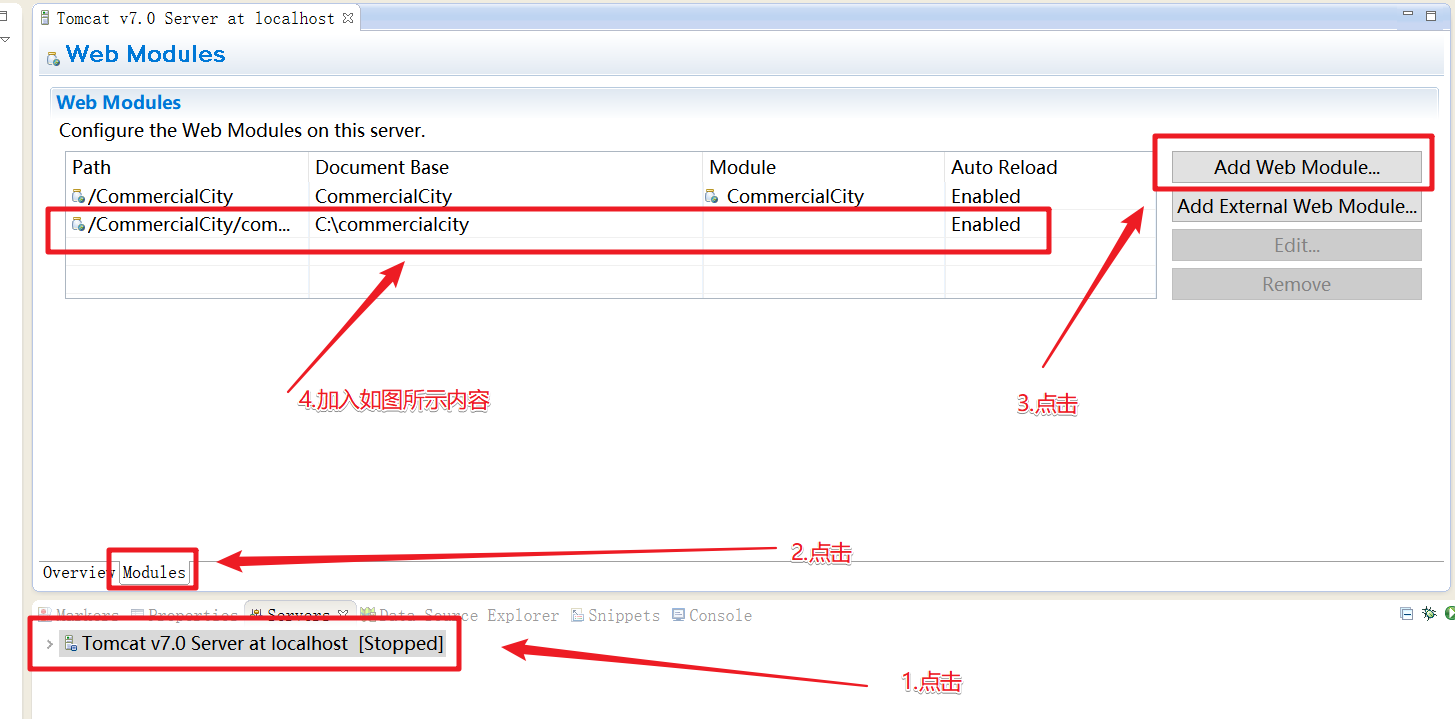 Tomcat v7.0 Server at localhost
Web Modules
Web Modules
Configure the Web Modules on this server.
Path Document Base Module Auto Reload
/CommercialCity CommercialCity CommercialCity Enabled
/CommercialCity/com... C:\commercialcity Enabled
Add Web Module...
Add External Web Module...
Edit...
Remove
4.加入如图所示内容
3.点击
2.点击
Overview Modules
Markers Properties Servers Data Source Explorer Snippets Console
Tomcat v7.0 Server at localhost [Stopped]
1.点击